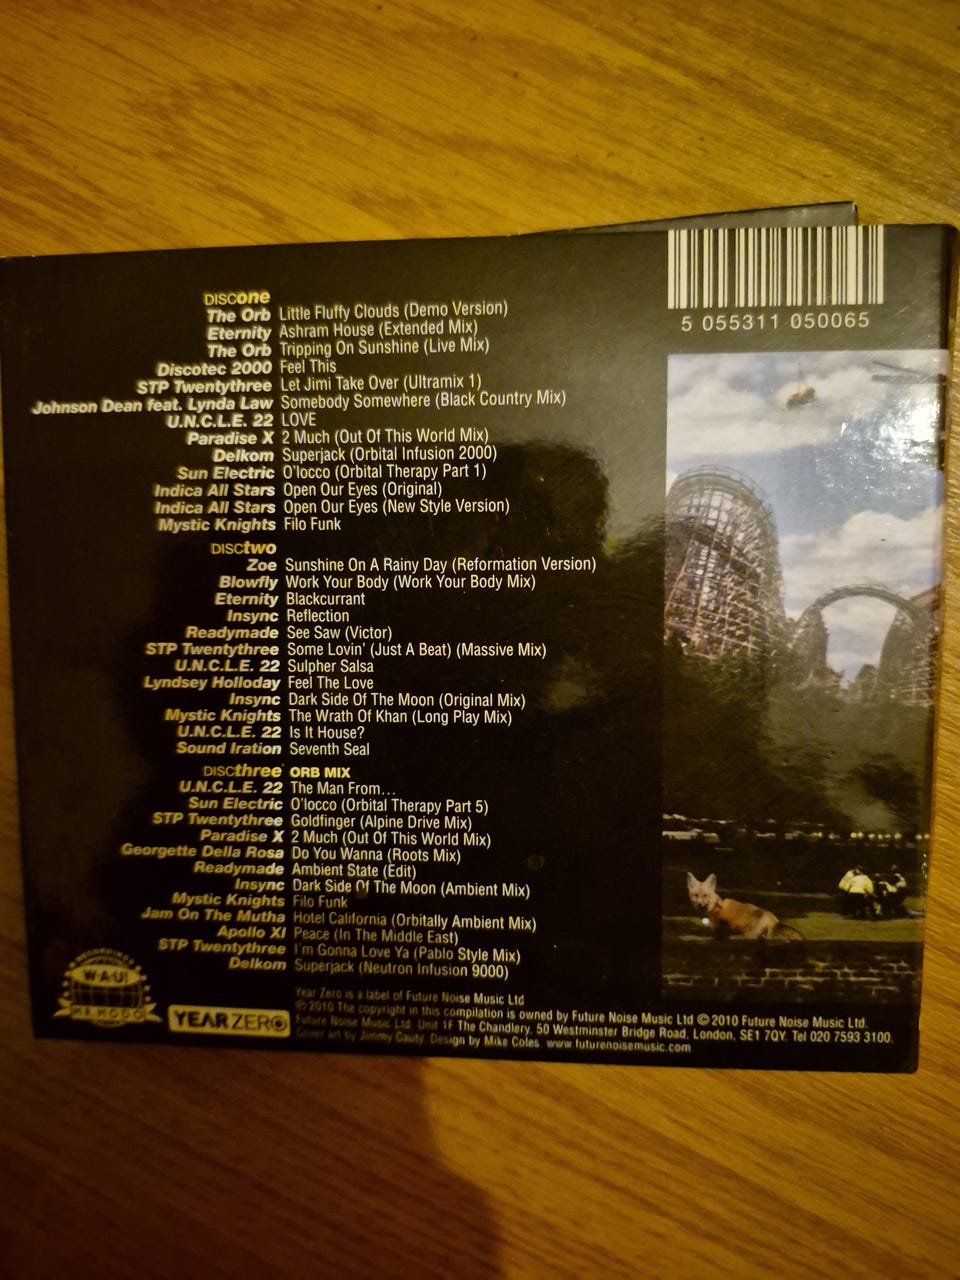 DISCone
The Orb Little Fluffy Clouds (Demo Version)
Eternity Ashram House (Extended Mix)
The Orb Tripping On Sunshine (Live Mix)
Discotec 2000 Feel This
STP Twentythree Let Jimi Take Over (Ultramix 1)
Johnson Dean feat. Lynda Law Somebody Somewhere (Black Country Mix)
U.N.C.L.E. 22 LOVE
Paradise X 2 Much (Out Of This World Mix)
Delkom Superjack (Orbital Infusion 2000)
Sun Electric O'locco (Orbital Therapy Part 1)
Indica All Stars Open Our Eyes (Original)
Indica All Stars Open Our Eyes (New Style Version)
Mystic Knights Filo Funk
DISCtwo
Zoe Sunshine On A Rainy Day (Reformation Version)
Blowfly Work Your Body (Work Your Body Mix)
Eternity Blackcurrant
Insync Reflection
Readymade See Saw (Victor)
STP Twentythree Some Lovin' (Just A Beat) (Massive Mix)
U.N.C.L.E. 22 Sulpher Salsa
Lyndsey Holloday Feel The Love
Insync Dark Side Of The Moon (Original Mix)
Mystic Knights The Wrath Of Khan (Long Play Mix)
U.N.C.L.E. 22 Is It House?
Sound Iration Seventh Seal
DISCthree ORB MIX
U.N.C.L.E. 22 The Man From...
Sun Electric O'locco (Orbital Therapy Part 5)
STP Twentythree Goldfinger (Alpine Drive Mix)
Paradise X 2 Much (Out Of This World Mix)
Georgette Della Rosa Do You Wanna (Roots Mix)
Readymade Ambient State (Edit)
Insync Dark Side Of The Moon (Ambient Mix)
Mystic Knights Filo Funk
Jam On The Mutha Hotel California (Orbitally Ambient Mix)
Apollo XI Peace (In The Middle East)
STP Twentythree I'm Gonna Love Ya (Pablo Style Mix)
Delkom Superjack (Neutron Infusion 9000)
5 055311 050065
RECORDINGS
W.A.U!
MR.MODO
YEAR ZERO
Year Zero is a label of Future Noise Music Ltd
℗ 2010 The copyright in this compilation is owned by Future Noise Music Ltd © 2010 Future Noise Music Ltd.
Future Noise Music Ltd. Unit 1F The Chandlery, 50 Westminster Bridge Road, London, SE1 7QY. Tel 020 7593 3100.
Cover art by Jimmy Cauty. Design by Mike Coles. www.futurenoisemusic.com